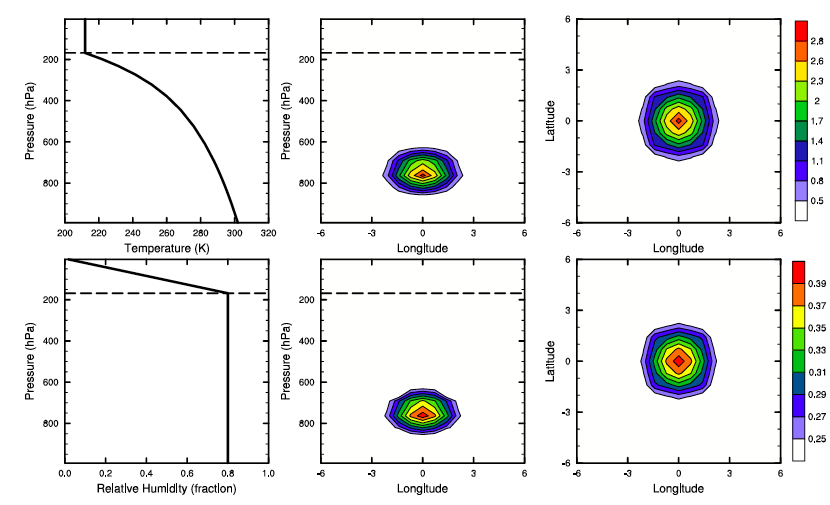 Pressure (hPa)
200
400
600
800
200 220 240 260 280 300 320
Temperature (K)
Pressure (hPa)
200
400
600
800
-6 -3 0 3 6
Longitude
Latitude
6
3
0
-3
-6
-6 -3 0 3 6
Longitude
2.8
2.6
2.3
2
1.7
1.4
1.1
0.8
0.5
Pressure (hPa)
200
400
600
800
0.0 0.2 0.4 0.6 0.8 1.0
Relative Humidity (fraction)
Pressure (hPa)
200
400
600
800
-6 -3 0 3 6
Longitude
Latitude
6
3
0
-3
-6
-6 -3 0 3 6
Longitude
0.39
0.37
0.35
0.33
0.31
0.29
0.27
0.25